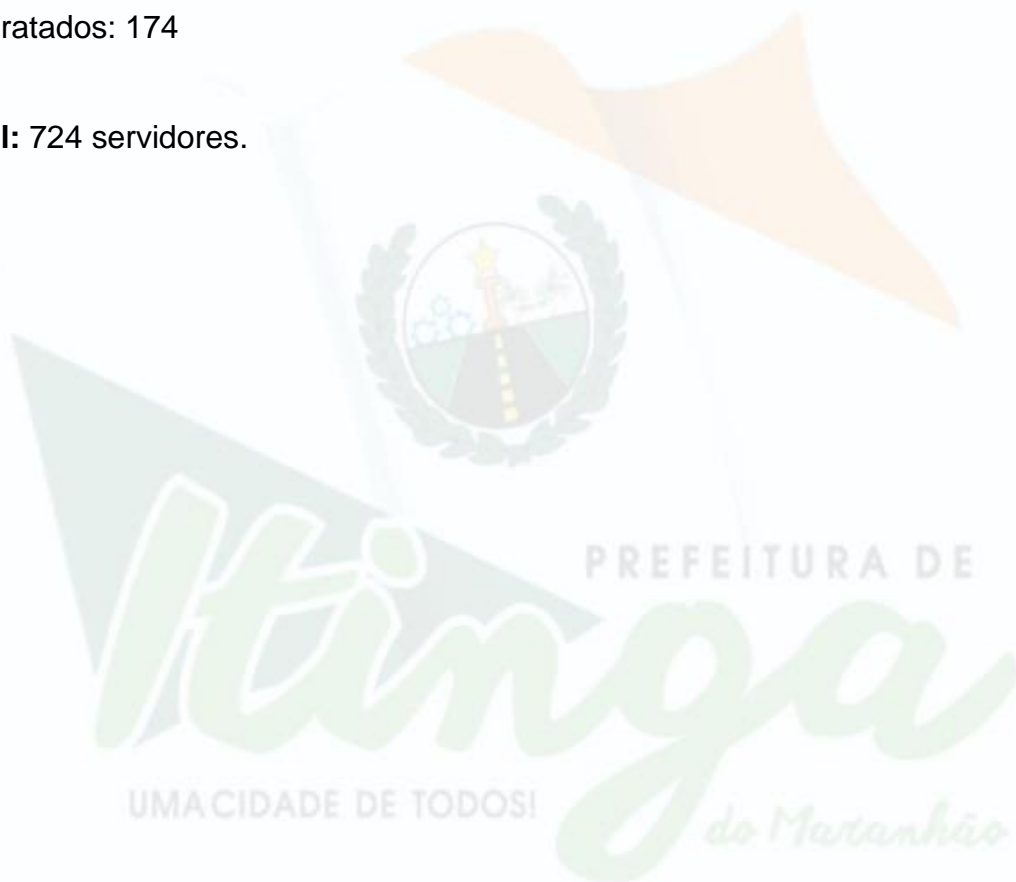 ratados: 174
l: 724 servidores.
PREFEITURA DE
Itinga
UMA CIDADE DE TODOS!
do Maranhão